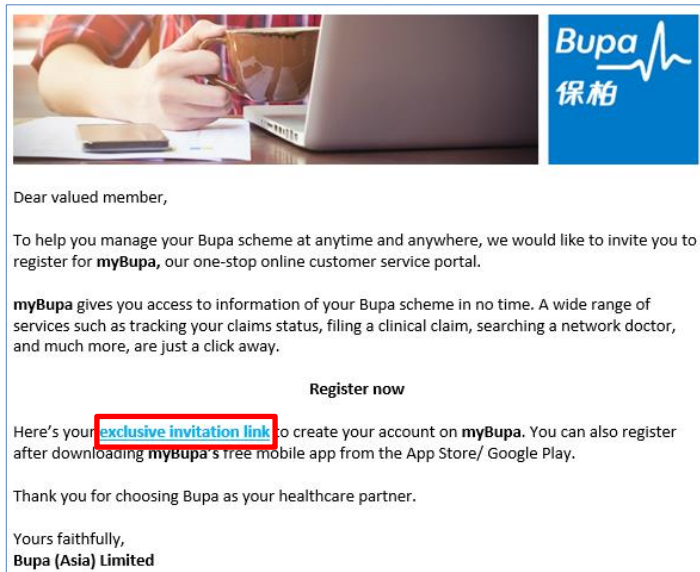 Bupa
保柏
Dear valued member,
To help you manage your Bupa scheme at anytime and anywhere, we would like to invite you to
register for myBupa, our one-stop online customer service portal.
myBupa gives you access to information of your Bupa scheme in no time. A wide range of
services such as tracking your claims status, filing a clinical claim, searching a network doctor,
and much more, are just a click away.
Register now
Here's your exclusive invitation link to create your account on myBupa. You can also register
after downloading myBupa's free mobile app from the App Store/ Google Play.
Thank you for choosing Bupa as your healthcare partner.
Yours faithfully,
Bupa (Asia) Limited